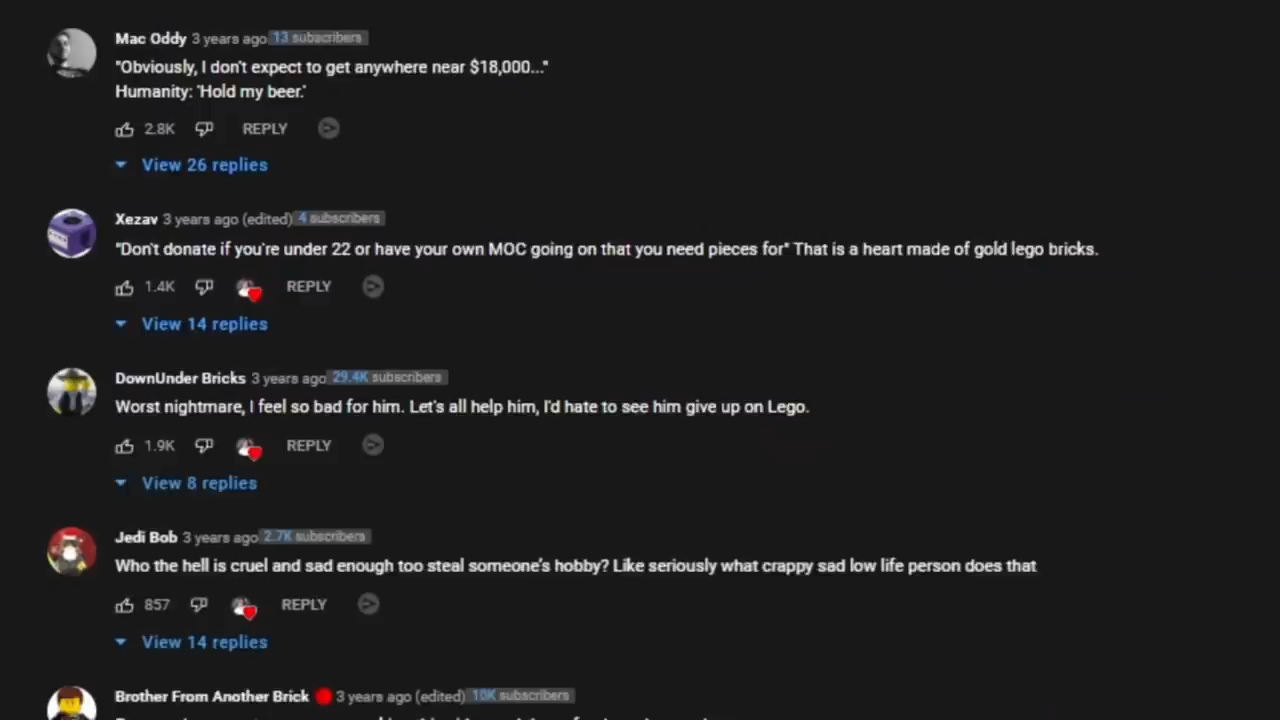 Mac Oddy 3 years ago 13 subscribers
"Obviously, I don't expect to get anywhere near $18,000..."
Humanity: 'Hold my beer.'
2.8K REPLY
View 26 replies
Xezav 3 years ago (edited) 4 subscribers
"Don't donate if you're under 22 or have your own MOC going on that you need pieces for" That is a heart made of gold lego bricks.
1.4K REPLY
View 14 replies
DownUnder Bricks 3 years ago 29.4K subscribers
Worst nightmare, I feel so bad for him. Let's all help him, I'd hate to see him give up on Lego.
1.9K REPLY
View 8 replies
Jedi Bob 3 years ago 2.7K subscribers
Who the hell is cruel and sad enough too steal someone's hobby? Like seriously what crappy sad low life person does that
857 REPLY
View 14 replies
Brother From Another Brick 3 years ago (edited) 10K subscribers